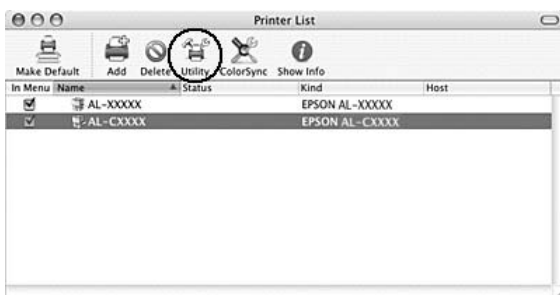 Printer List
Make Default Add Delete Utility ColorSync Show Info
In Menu Name Status Kind Host
AL-XXXXX EPSON AL-XXXXX
AL-CXXXX EPSON AL-CXXXX